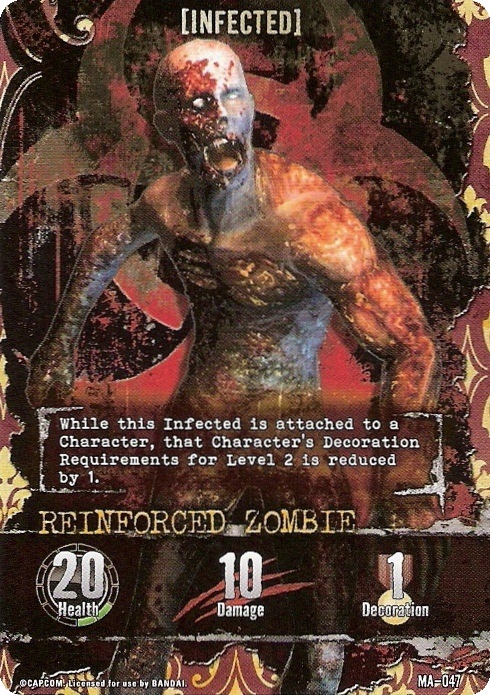 [INFECTED]
While this Infected is attached to a
Character, that Character's Decoration
Requirements for Level 2 is reduced
by 1.
REINFORCED ZOMBIE
20
Health
10
Damage
1
Decoration
©CAPCOM. Licensed for use by BANDAI.
MA-047